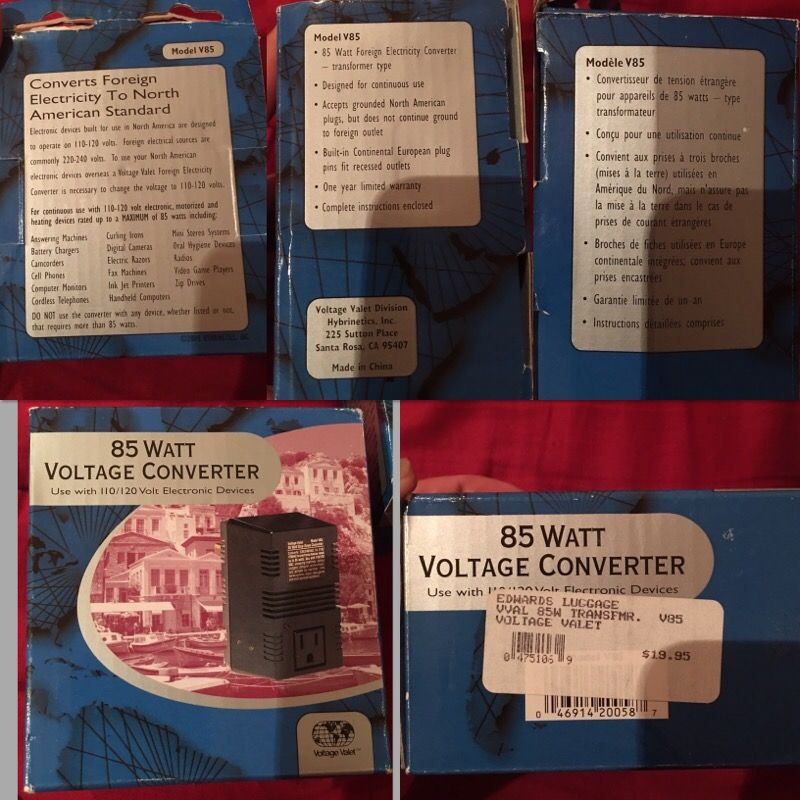 Model V85
Converts Foreign
Electricity To North
American Standard
Electronic devices built for use in North America are designed
to operate on 110-120 volts. Foreign electrical sources are
commonly 220-240 volts. To use your North American
electronic devices overseas a Voltage Valet Foreign Electricity
Converter is necessary to change the voltage to 110-120 volts.
For continuous use with 110-120 volt electronic, motorized and
heating devices rated up to a MAXIMUM of 85 watts including:
Answering Machines
Battery Chargers
Camcorders
Cell Phones
Computer Monitors
Cordless Telephones
Curling Irons
Digital Cameras
Electric Razors
Fax Machines
Ink Jet Printers
Handheld Computers
Mini Stereo Systems
Oral Hygiene Devices
Radios
Video Game Players
Zip Drives
DO NOT use the converter with any device, whether listed or not,
that requires more than 85 watts.
HYBRINETICS, INC.
Model V85
• 85 Watt Foreign Electricity Converter
– transformer type
• Designed for continuous use
• Accepts grounded North American
plugs, but does not continue ground
to foreign outlet
• Built-in Continental European plug
pins fit recessed outlets
• One year limited warranty
• Complete instructions enclosed
Voltage Valet Division
Hybrinetics, Inc.
225 Sutton Place
Santa Rosa, CA 95407
Made in China
Modèle V85
• Convertisseur de tension étrangère
pour appareils de 85 watts – type
transformateur
• Conçu pour une utilisation continue
• Convient aux prises à trois broches
(mises à la terre) utilisées en
Amérique du Nord, mais n'assure pas
la mise à la terre dans le cas de
prises de courant étrangères
• Broches de fiches utilisées en Europe
continentale intégrées; convient aux
prises encastrées
• Garantie limitée de un an
• Instructions détaillées comprises
85 WATT
VOLTAGE CONVERTER
Use with 110/120 Volt Electronic Devices
Voltage Valet™
85 WATT
VOLTAGE CONVERTER
Use with 110/120 Volt Electronic Devices
EDWARDS LUGGAGE
VVAL 85W TRANSFMR. V85
VOLTAGE VALET
0 475106 9
$19.95
0 46914 20058 7